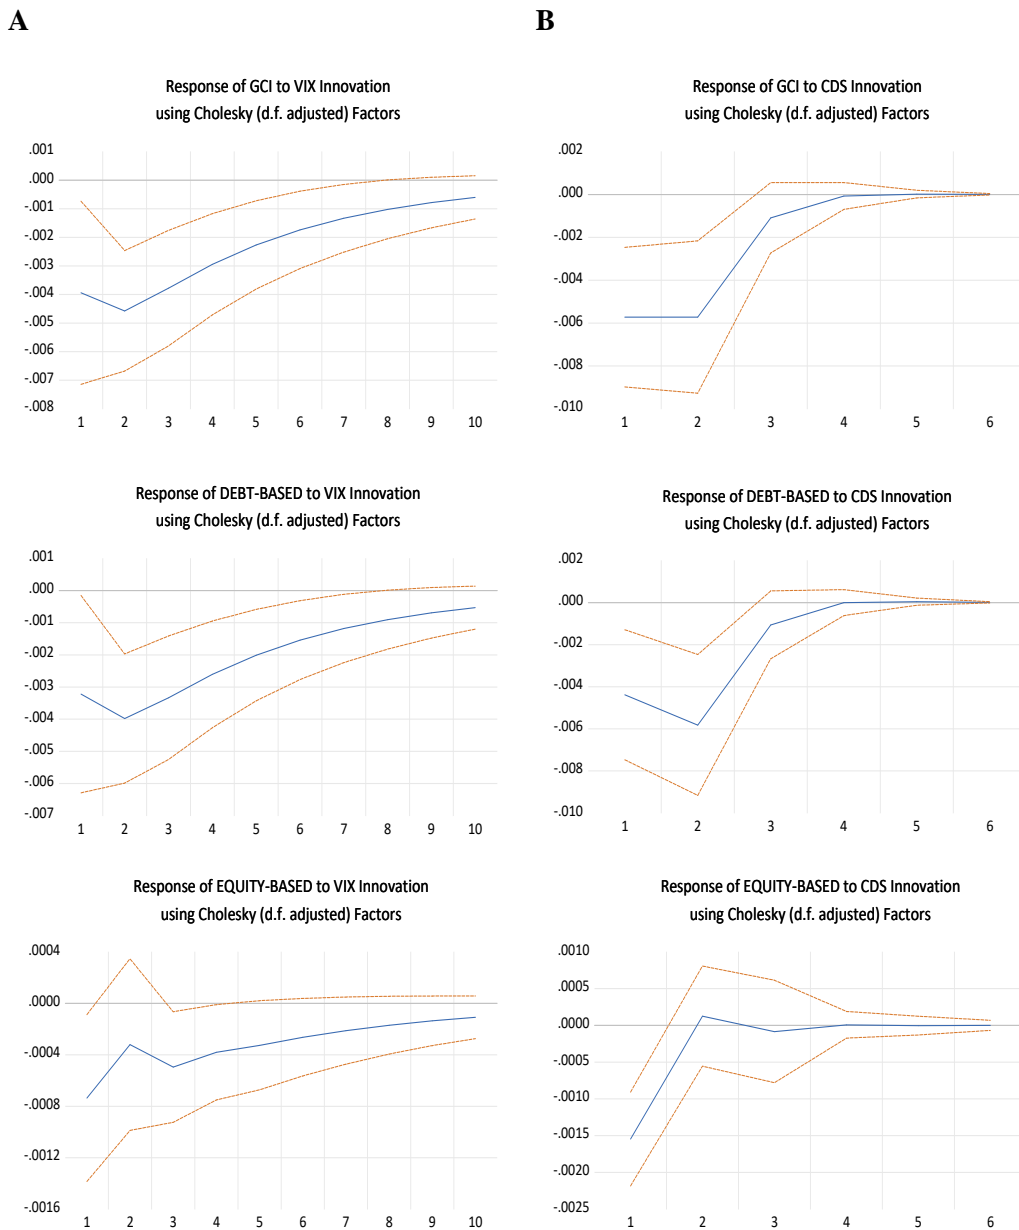 A
Response of GCI to VIX Innovation
using Cholesky (d.f. adjusted) Factors
.001
.000
-.001
-.002
-.003
-.004
-.005
-.006
-.007
-.008
1 2 3 4 5 6 7 8 9 10
Response of DEBT-BASED to VIX Innovation
using Cholesky (d.f. adjusted) Factors
.001
.000
-.001
-.002
-.003
-.004
-.005
-.006
-.007
1 2 3 4 5 6 7 8 9 10
Response of EQUITY-BASED to VIX Innovation
using Cholesky (d.f. adjusted) Factors
.0004
.0000
-.0004
-.0008
-.0012
-.0016
1 2 3 4 5 6 7 8 9 10
B
Response of GCI to CDS Innovation
using Cholesky (d.f. adjusted) Factors
.002
.000
-.002
-.004
-.006
-.008
-.010
1 2 3 4 5 6
Response of DEBT-BASED to CDS Innovation
using Cholesky (d.f. adjusted) Factors
.002
.000
-.002
-.004
-.006
-.008
-.010
1 2 3 4 5 6
Response of EQUITY-BASED to CDS Innovation
using Cholesky (d.f. adjusted) Factors
.0010
.0005
.0000
-.0005
-.0010
-.0015
-.0020
-.0025
1 2 3 4 5 6